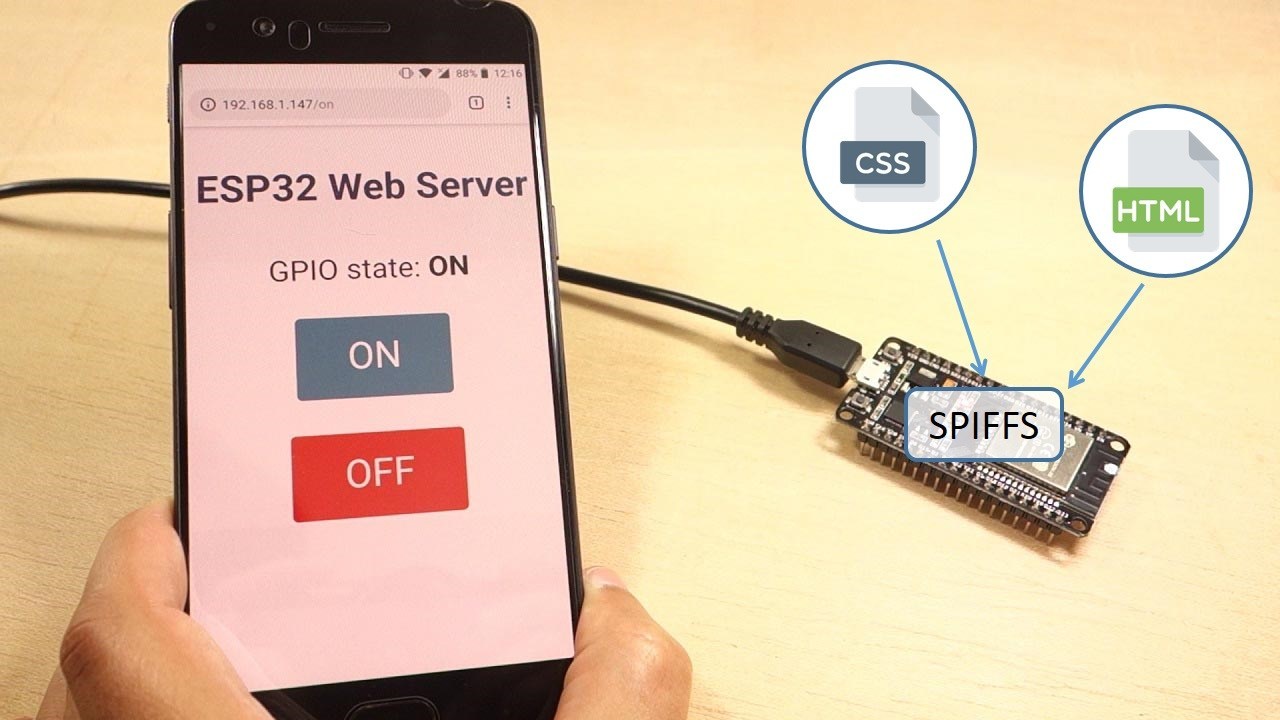 88% 12:16
192.168.1.147/on
1
ESP32 Web Server
GPIO state: ON
ON
OFF
CSS
HTML
SPIFFS